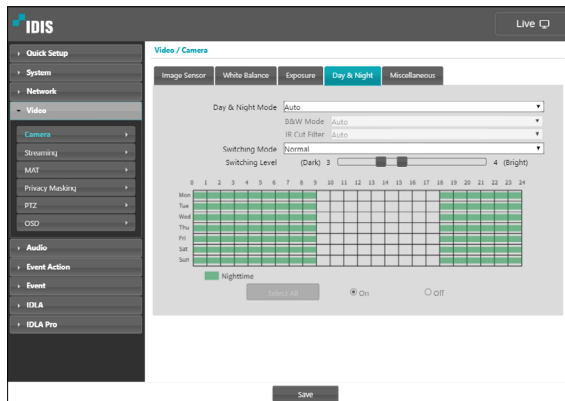 IDIS
Live
Quick Setup
System
Network
Video
Camera
Streaming
MAT
Privacy Masking
PTZ
OSD
Audio
Event Action
Event
IDLA
IDLA Pro
Video / Camera
Image Sensor White Balance Exposure Day & Night Miscellaneous
Day & Night Mode Auto
B&W Mode Auto
IR Cut Filter Auto
Switching Mode Normal
Switching Level (Dark) 3 4 (Bright)
0 1 2 3 4 5 6 7 8 9 10 11 12 13 14 15 16 17 18 19 20 21 22 23 24
Mon
Tue
Wed
Thu
Fri
Sat
Sun
Nighttime
Select All On Off
Save